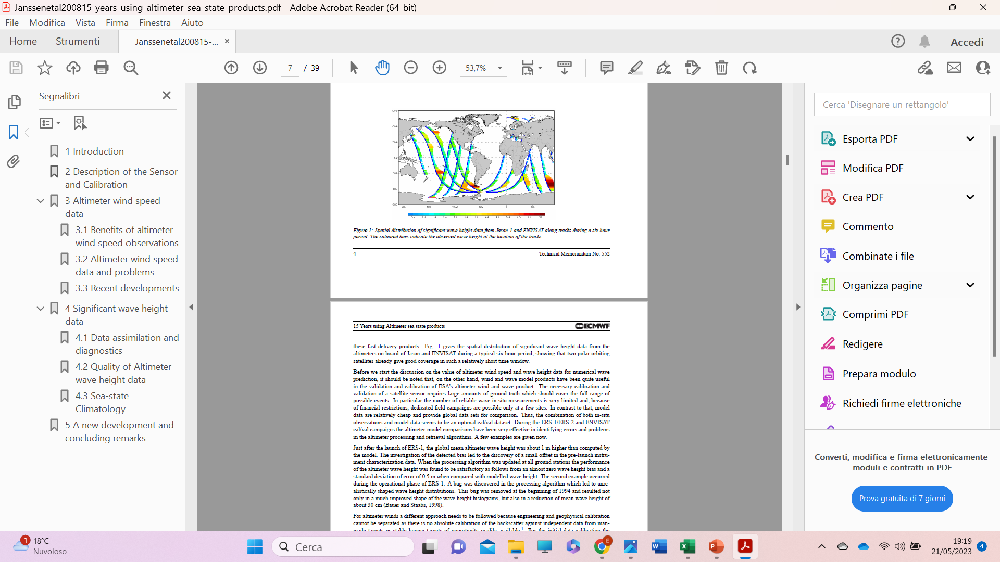 Janssenetal200815-years-using-altimeter-sea-state-products.pdf - Adobe Acrobat Reader (64-bit)
File Modifica Vista Firma Finestra Aiuto
Home Strumenti Janssenetal200815-... × Accedi
7 / 39 53,7%
Segnalibri
1 Introduction
2 Description of the Sensor
and Calibration
3 Altimeter wind speed
data
3.1 Benefits of altimeter
wind speed observations
3.2 Altimeter wind speed
data and problems
3.3 Recent developments
4 Significant wave height
data
4.1 Data assimilation and
diagnostics
4.2 Quality of Altimeter
wave height data
4.3 Sea-state
Climatology
5 A new development and
concluding remarks
Figure 1: Spatial distribution of significant wave height data from Jason-1 and ENVISAT along tracks during a six hour
period. The coloured bars indicate the observed wave height at the location of the tracks.
4 Technical Memorandum No. 552
15 Years using Altimeter sea state products ECMWF
these fast delivery products. Fig. 1 gives the spatial distribution of significant wave height data from the
altimeters on board of Jason and ENVISAT during a typical six hour period, showing that two polar orbiting
satellites already give good coverage in such a relatively short time window.
Before we start the discussion on the value of altimeter wind speed and wave height data for numerical wave
prediction, it should be noted that, on the other hand, wind and wave model products have been quite useful
in the validation and calibration of ESA's altimeter wind and wave product. The necessary calibration and
validation of a satellite sensor requires large amounts of ground truth which should cover the full range of
possible events. In particular the number of reliable wave in situ measurements is very limited and, because
of financial restrictions, dedicated field campaigns are possible only at a few sites. In contrast to that, model
data are relatively cheap and provide global data sets for comparison. Thus, the combination of both in-situ
observations and model data seems to be an optimal cal/val dataset. During the ERS-1/ERS-2 and ENVISAT
cal/val campaigns the altimeter-model comparisons have been very effective in identifying errors and problems
in the altimeter processing and retrieval algorithms. A few examples are given now.
Just after the launch of ERS-1, the global mean altimeter wave height was about 1 m higher than computed by
the model. The investigation of the detected bias led to the discovery of a small offset in the pre-launch instru-
ment characterization data. When the processing algorithm was updated at all ground stations the performance
of the altimeter wave height was found to be satisfactory as follows from an almost zero wave height bias and a
standard deviation of error of 0.5 m when compared with modelled wave height. The second example occurred
during the operational phase of ERS-1. A bug was discovered in the processing algorithm which led to unre-
alistically shaped wave height distributions. This bug was removed at the beginning of 1994 and resulted not
only in a much improved shape of the wave height histograms, but also in a reduction of mean wave height of
about 30 cm (Bauer and Staabs, 1998).
For altimeter winds a different approach needs to be followed because engineering and geophysical calibration
cannot be separated as there is no absolute calibration of the backscatter against independent data from man-
made targets or stable known targets of opportunity readily available.1 For the initial data calibration the
Cerca 'Disegnare un rettangolo'
Esporta PDF
Modifica PDF
Crea PDF
Commento
Combinate i file
Organizza pagine
Comprimi PDF
Redigere
Prepara modulo
Richiedi firme elettroniche
Converti, modifica e firma elettronicamente
moduli e contratti in PDF
Prova gratuita di 7 giorni
1 18°C
Nuvoloso
Cerca
19:19
21/05/2023 4